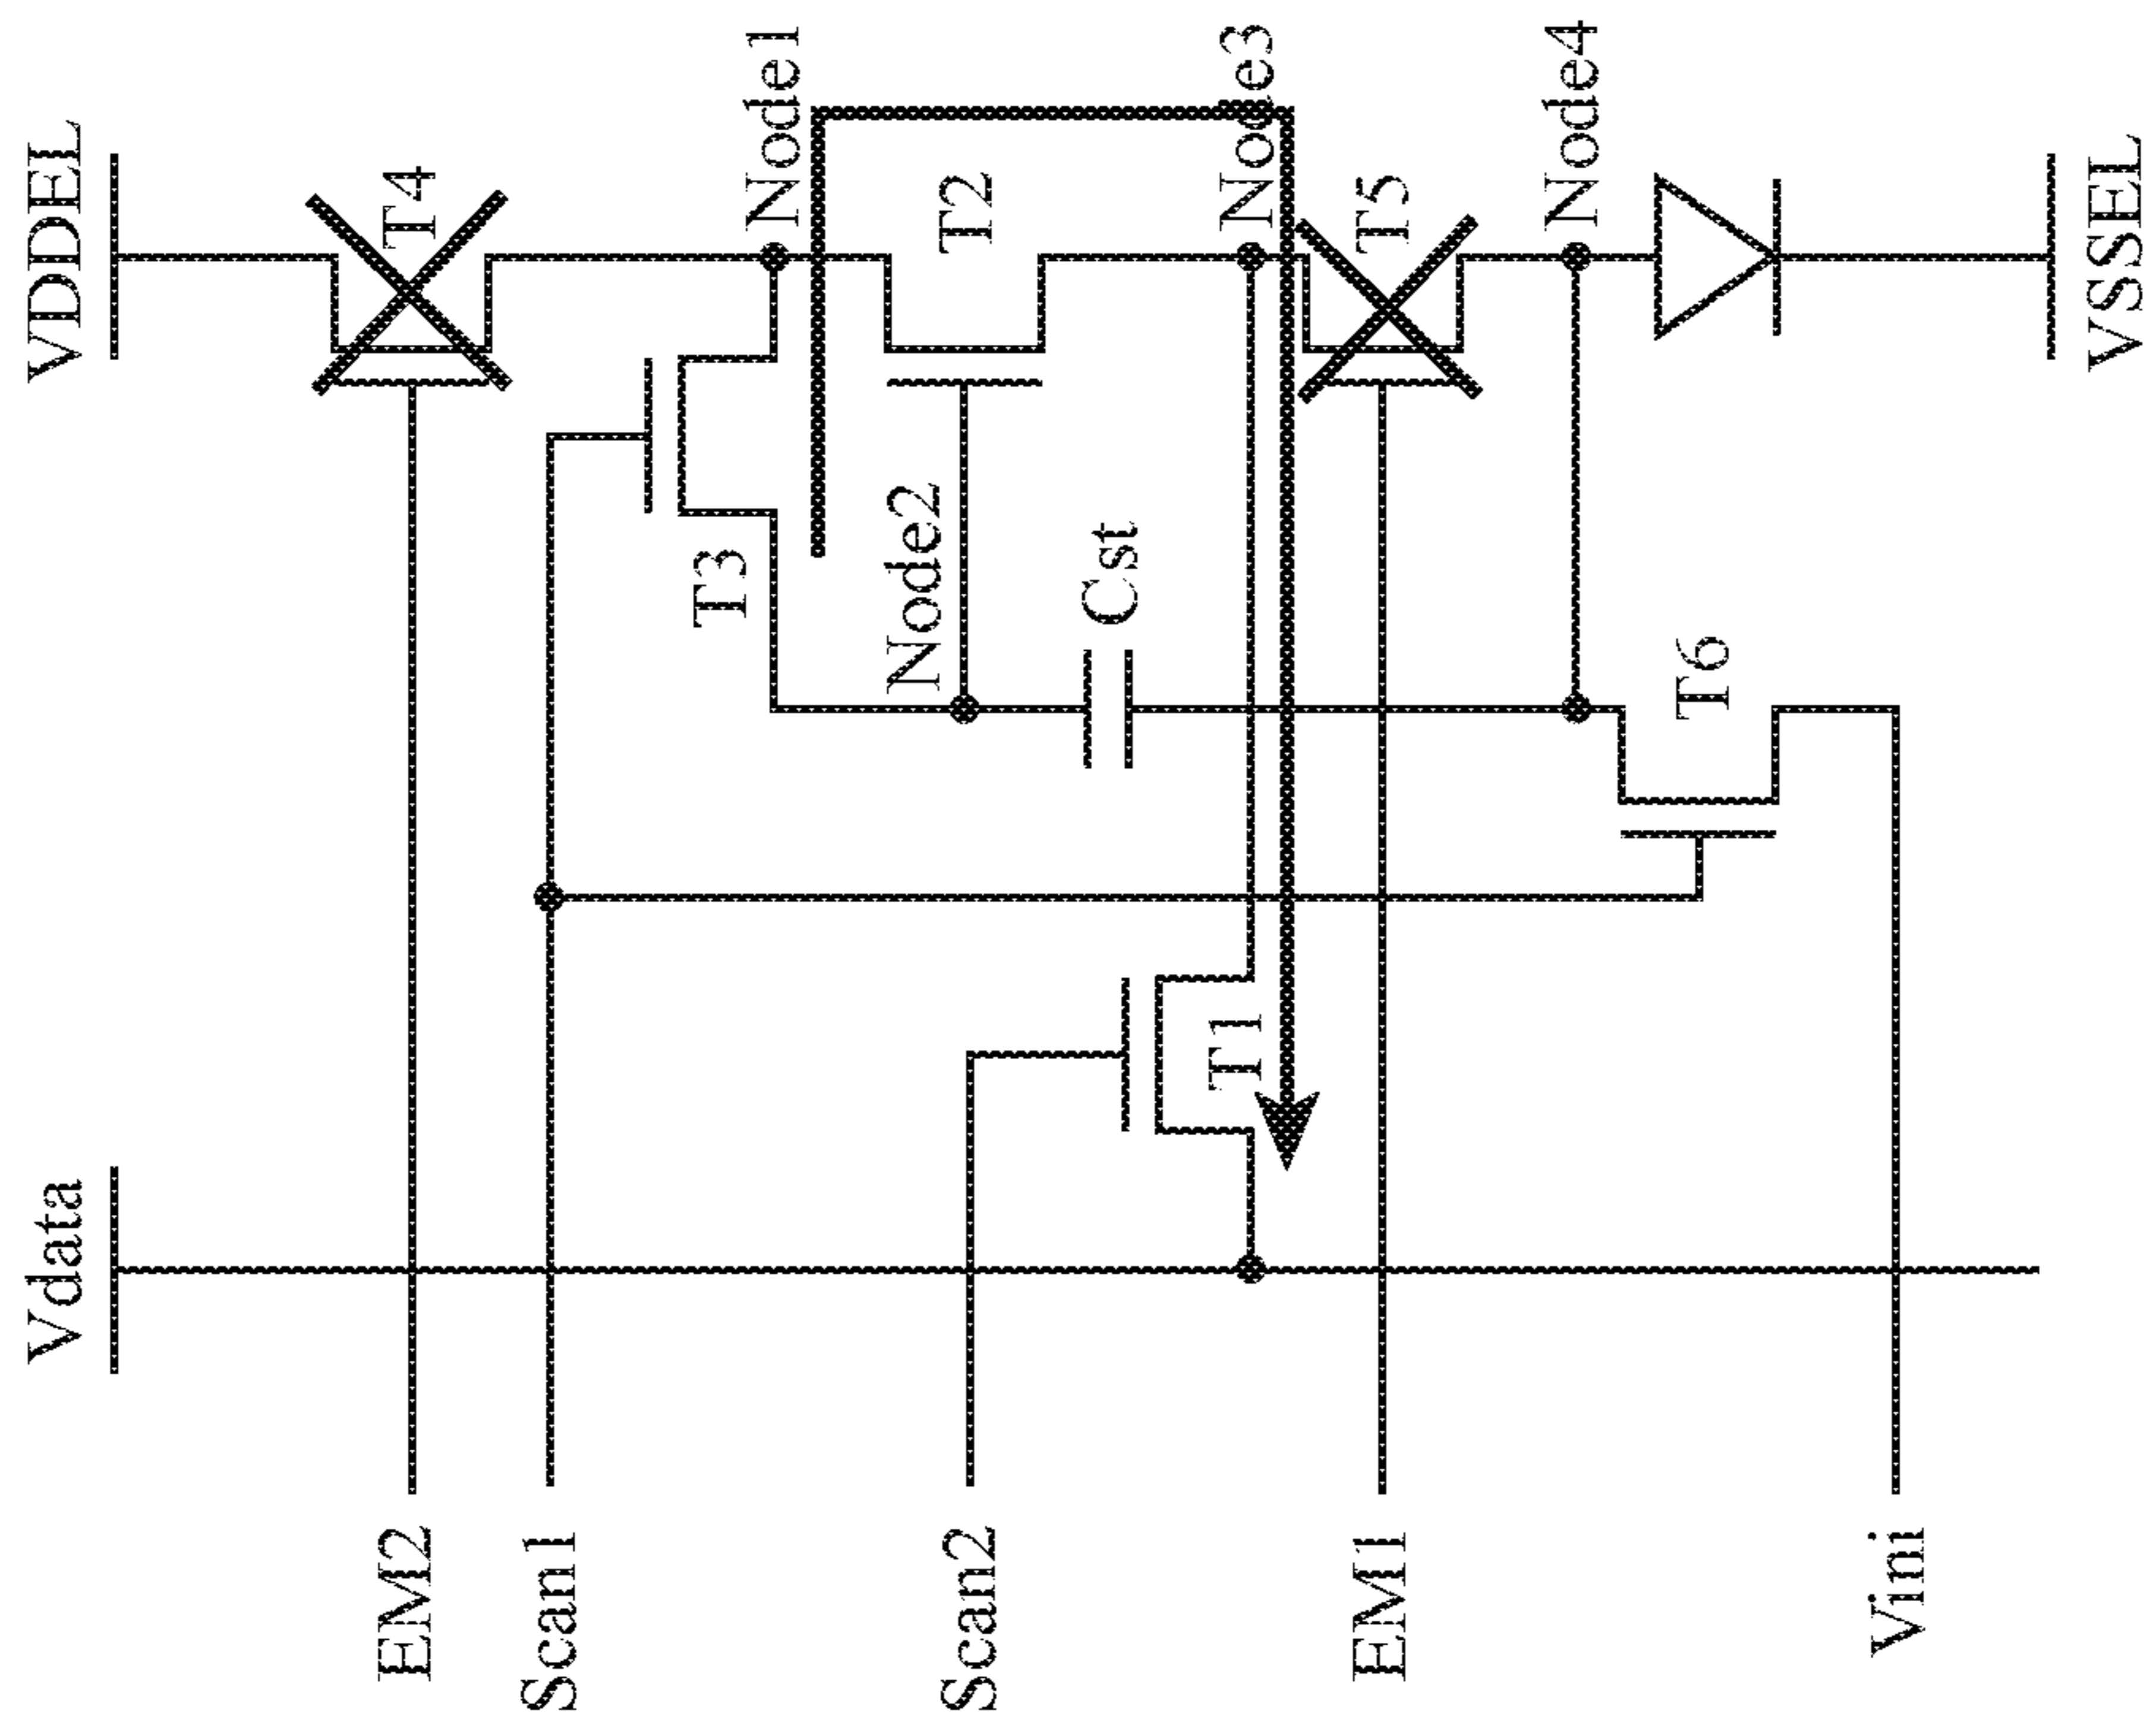 VDDEL
Vdata
T4
EM2
Scan1
Node1
T3
Node2
T2
Scan2
Cst
Node3
T1
T5
EM1
Node4
T6
Vini
VSSEL